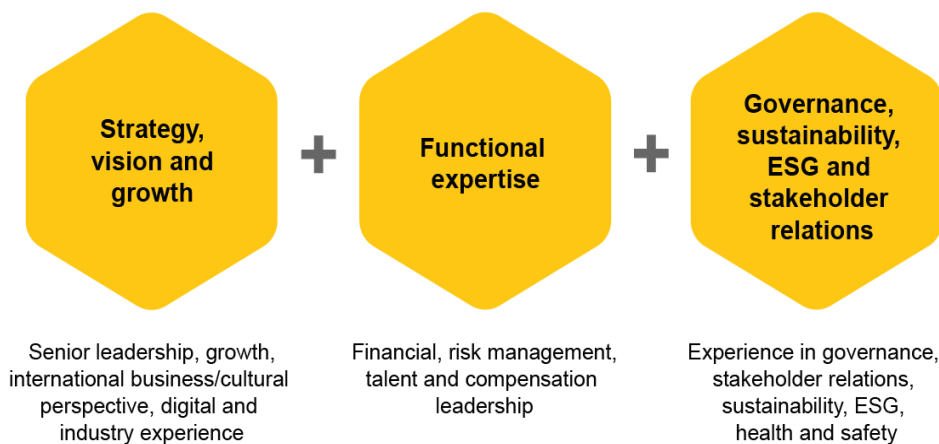 Strategy,
vision and
growth
+
Functional
expertise
+
Governance,
sustainability,
ESG and
stakeholder
relations
Senior leadership, growth,
international business/cultural
perspective, digital and
industry experience
Financial, risk management,
talent and compensation
leadership
Experience in governance,
stakeholder relations,
sustainability, ESG,
health and safety